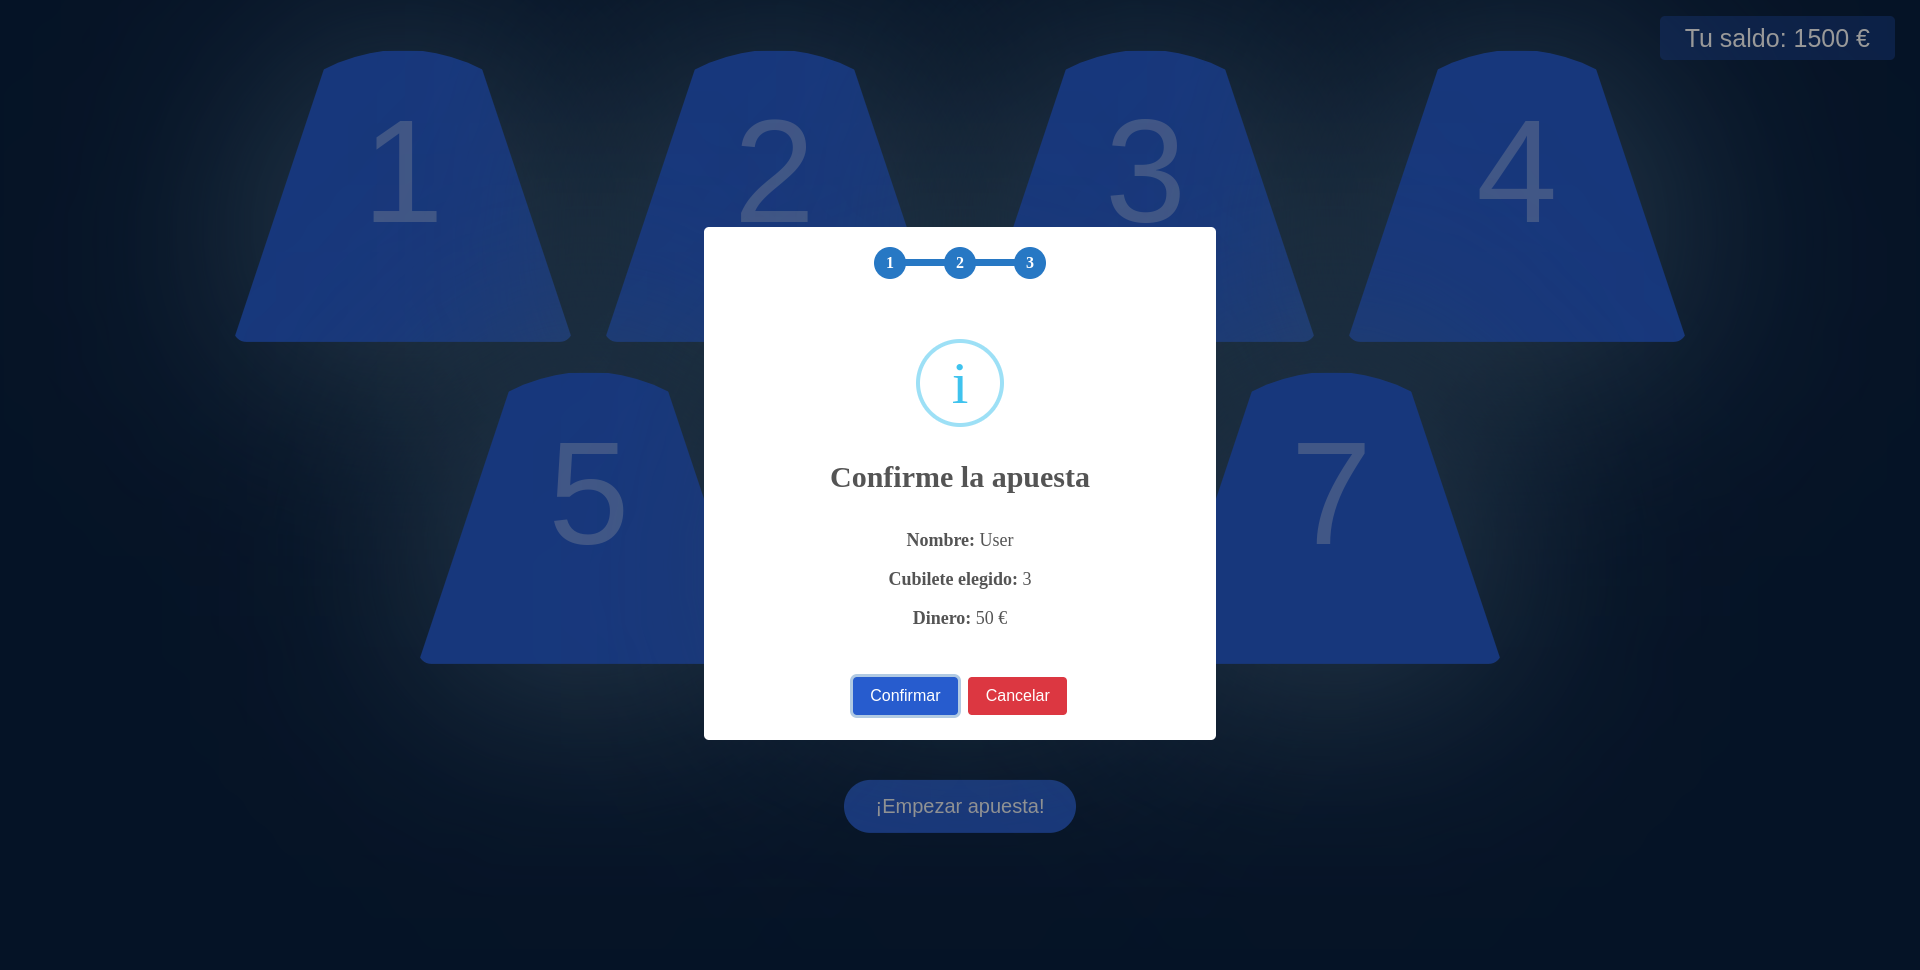 Tu saldo: 1500 €
1 2 3 4
1 2 3
i
Confirme la apuesta
5 7
Nombre: User
Cubilete elegido: 3
Dinero: 50 €
Confirmar Cancelar
¡Empezar apuesta!